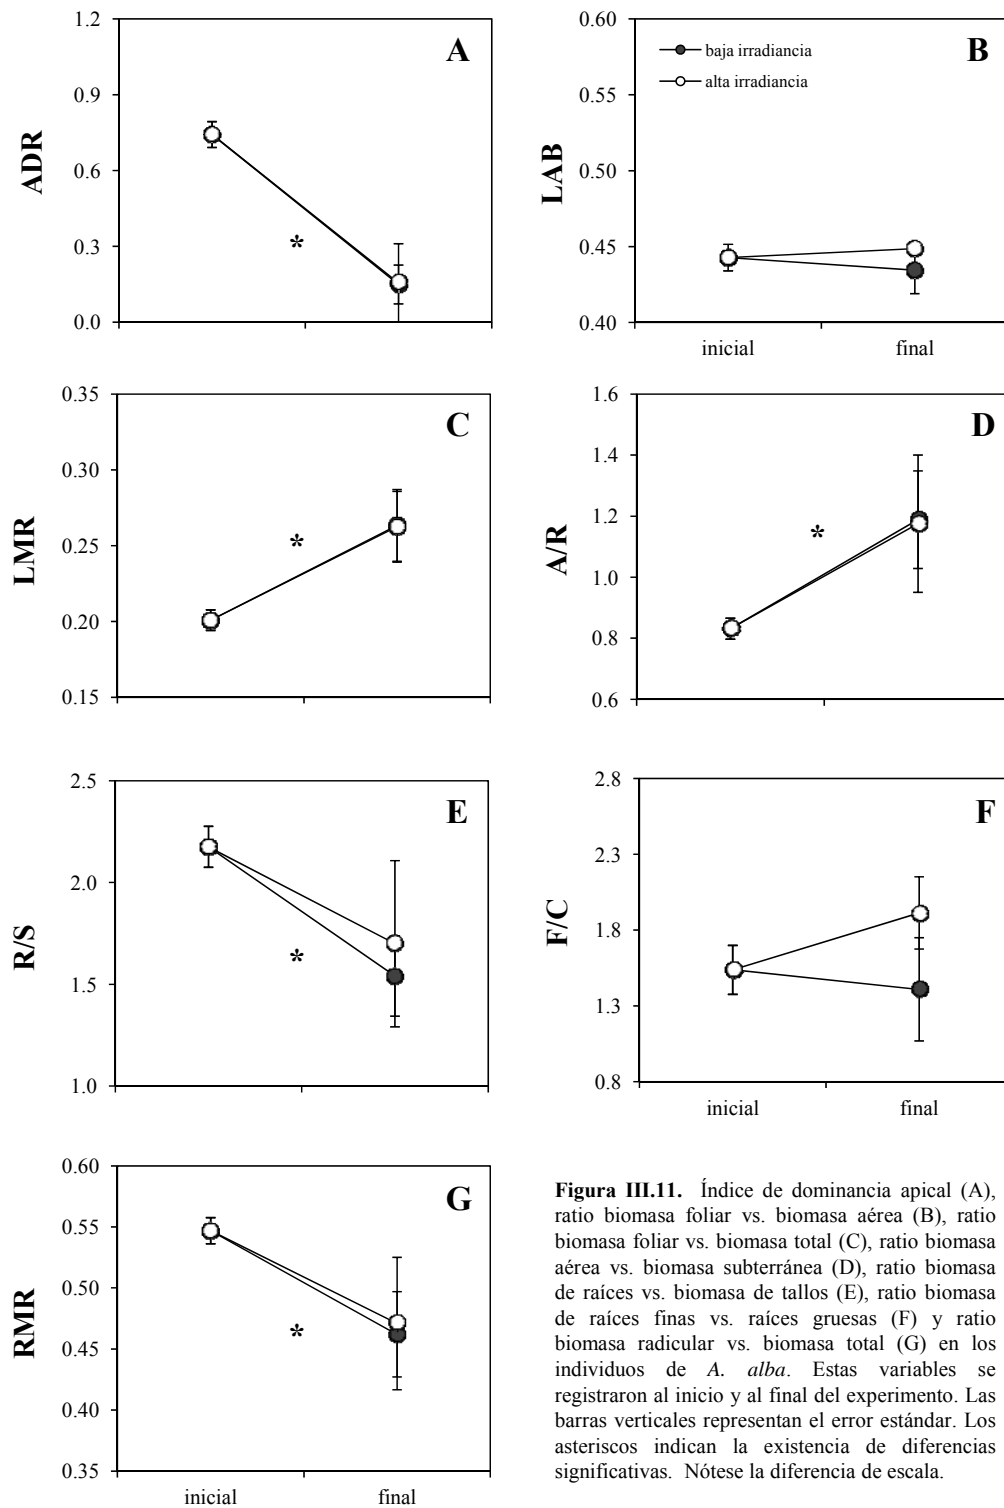 A
ADR
1.2
0.9
0.6
0.3
0.0
*
B
LAB
0.60
0.55
0.50
0.45
0.40
baja irradiancia
alta irradiancia
inicial final
C
LMR
0.35
0.30
0.25
0.20
0.15
*
D
A/R
1.6
1.4
1.2
1.0
0.8
0.6
*
E
R/S
2.5
2.0
1.5
1.0
*
F
F/C
2.8
2.3
1.8
1.3
0.8
inicial final
G
RMR
0.60
0.55
0.50
0.45
0.40
0.35
*
inicial final
Figura III.11. Índice de dominancia apical (A),
ratio biomasa foliar vs. biomasa aérea (B), ratio
biomasa foliar vs. biomasa total (C), ratio biomasa
aérea vs. biomasa subterránea (D), ratio biomasa
de raíces vs. biomasa de tallos (E), ratio biomasa
de raíces finas vs. raíces gruesas (F) y ratio
biomasa radicular vs. biomasa total (G) en los
individuos de A. alba. Estas variables se
registraron al inicio y al final del experimento. Las
barras verticales representan el error estándar. Los
asteriscos indican la existencia de diferencias
significativas. Nótese la diferencia de escala.